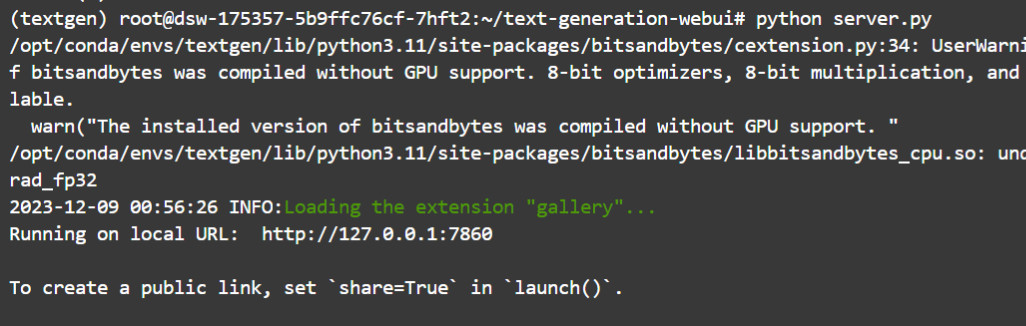 (textgen) root@dsw-175357-5b9ffc76cf-7hft2:~/text-generation-webui# python server.py
/opt/conda/envs/textgen/lib/python3.11/site-packages/bitsandbytes/cextension.py:34: UserWarni
f bitsandbytes was compiled without GPU support. 8-bit optimizers, 8-bit multiplication, and
lable.
  warn("The installed version of bitsandbytes was compiled without GPU support. "
/opt/conda/envs/textgen/lib/python3.11/site-packages/bitsandbytes/libbitsandbytes_cpu.so: und
rad_fp32
2023-12-09 00:56:26 INFO:Loading the extension "gallery"...
Running on local URL:  http://127.0.0.1:7860
To create a public link, set `share=True` in `launch()`.